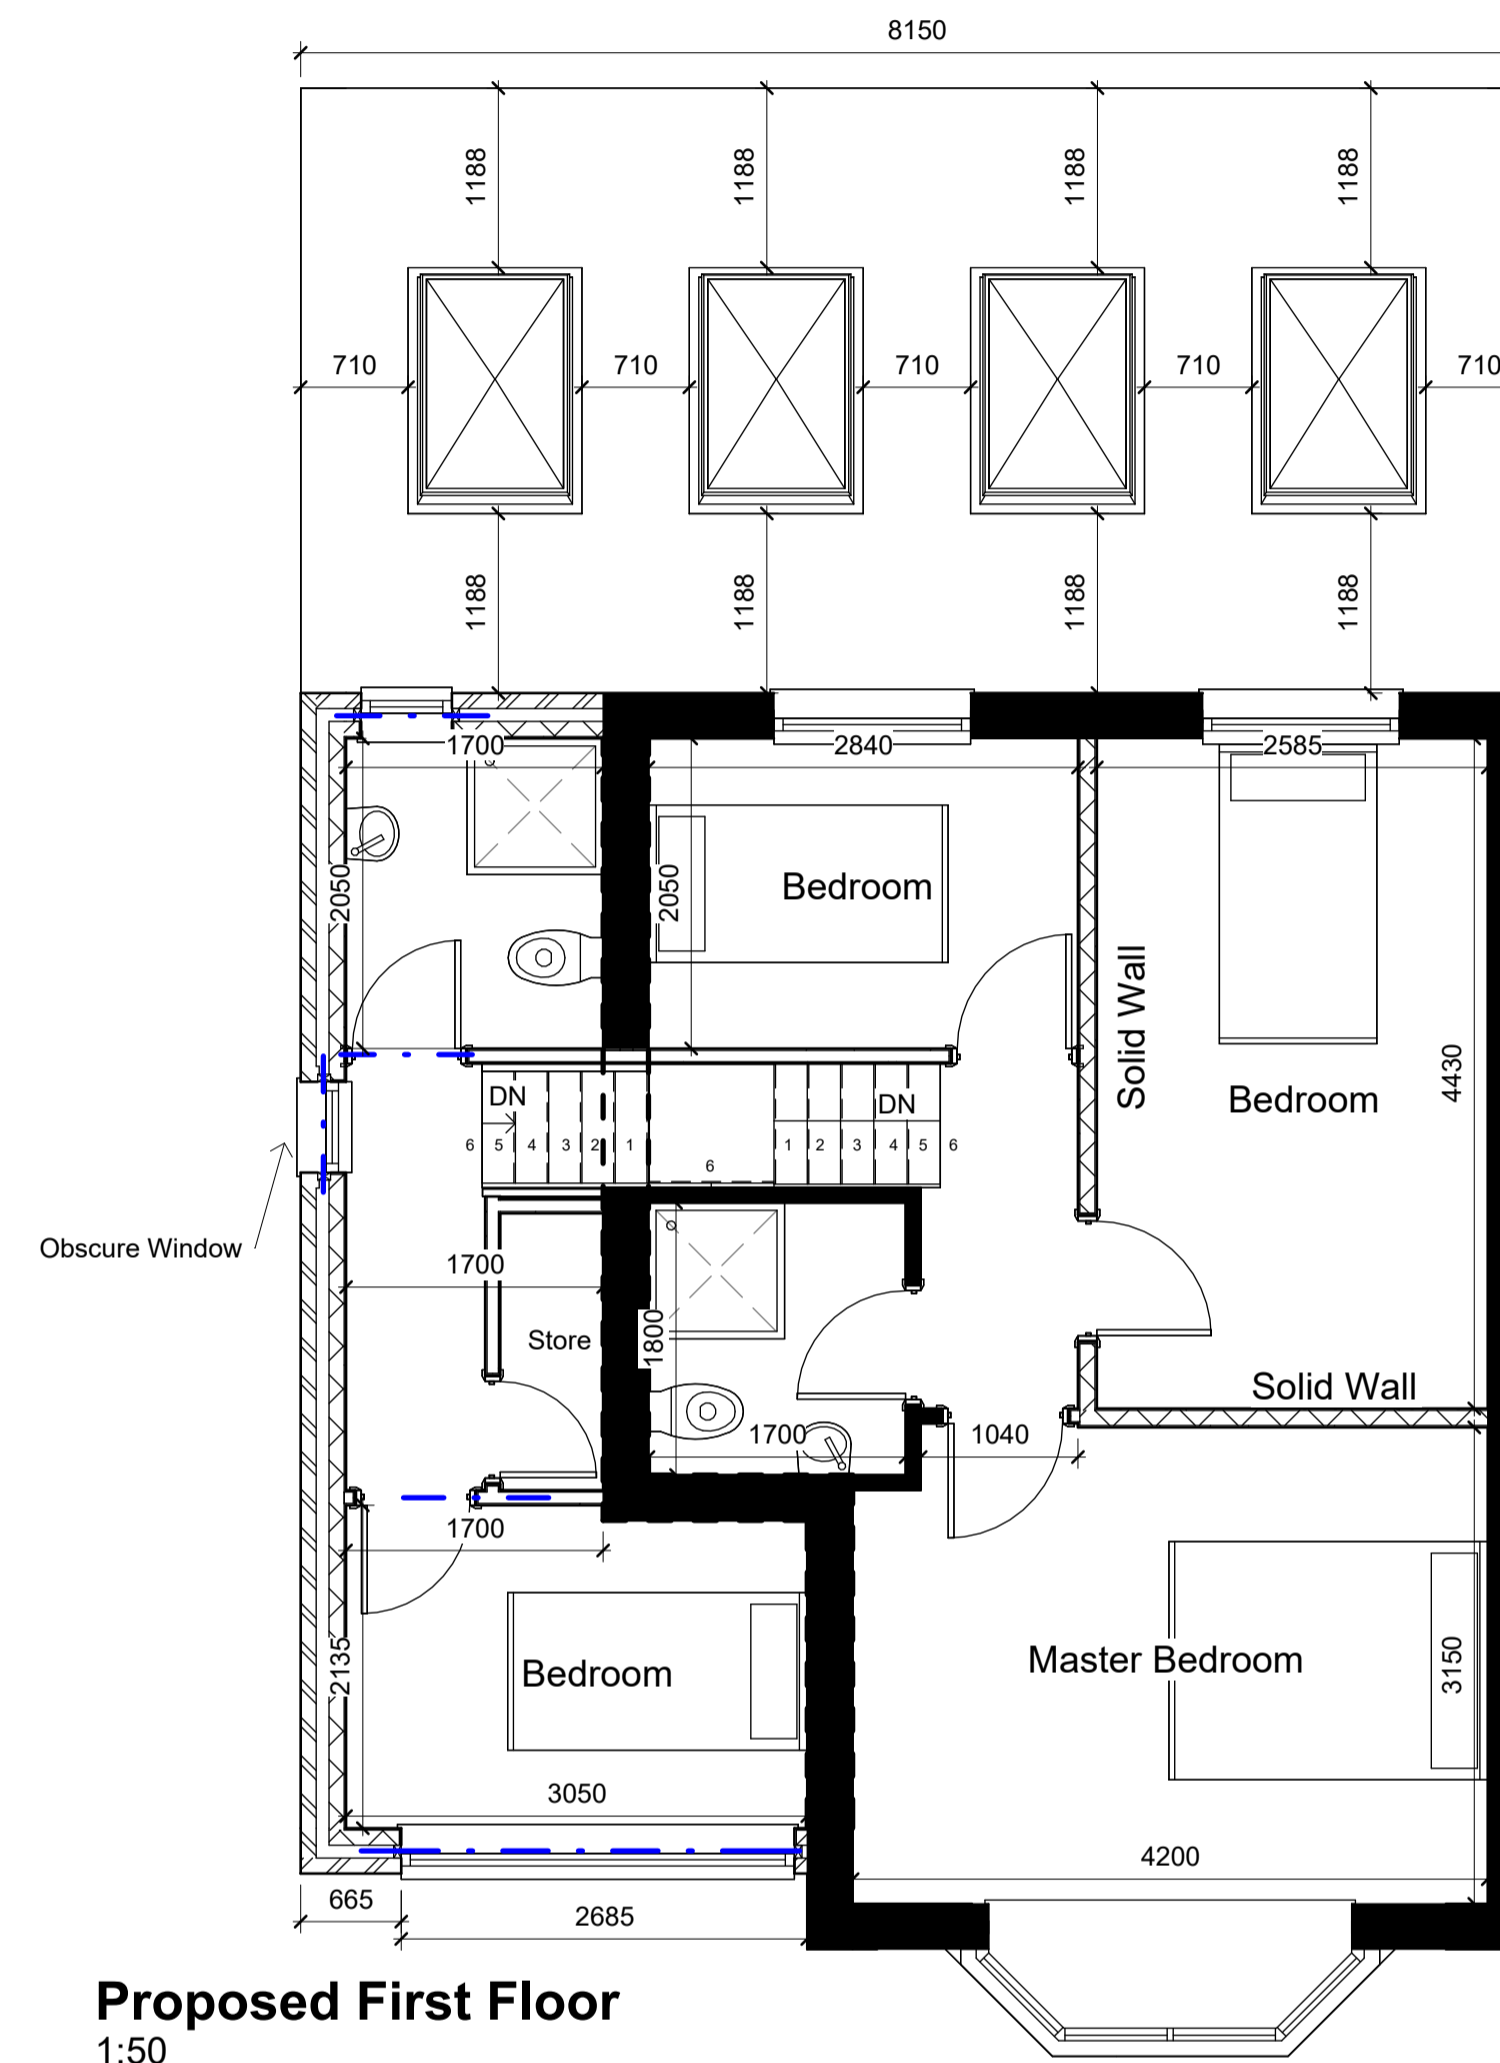 8150
1188
1188
1188
1188
710
710
710
710
710
1188
1188
1188
1188
1700
2840
2585
2050
2050
Bedroom
Solid Wall
Bedroom
4430
DN
DN
6 5 4 3 2 1
6
1 2 3 4 5 6
Obscure Window
1700
Store
1800
Solid Wall
1700
1040
1700
2135
Bedroom
Master Bedroom
3150
3050
4200
665
2685
Proposed First Floor
1:50